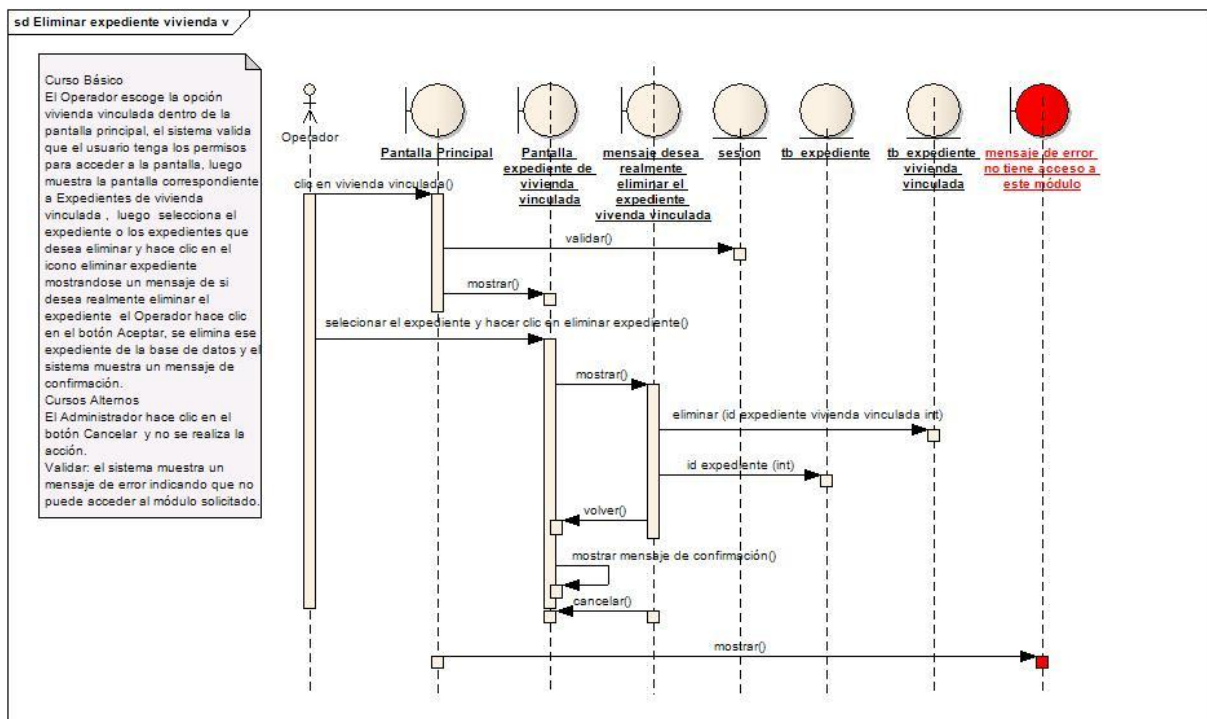 sd Eliminar expediente vivienda v
Curso Básico
El Operador escoge la opción
vivienda vinculada dentro de la
pantalla principal, el sistema valida
que el usuario tenga los permisos
para acceder a la pantalla, luego
muestra la pantalla correspondiente
a Expedientes de vivienda
vinculada , luego selecciona el
expediente o los expedientes que
desea eliminar y hace clic en el
icono eliminar expediente
mostrandose un mensaje de si
desea realmente eliminar el
expediente el Operador hace clic
en el botón Aceptar, se elimina ese
expediente de la base de datos y el
sistema muestra un mensaje de
confirmación.
Cursos Alternos
El Administrador hace clic en el
botón Cancelar y no se realiza la
acción.
Validar: el sistema muestra un
mensaje de error indicando que no
puede acceder al módulo solicitado.
Operador
Pantalla Principal
Pantalla
expediente de
vivienda
vinculada
mensaje desea
realmente
eliminar el
expediente
vivenda vinculada
sesion
tb_expediente
tb_expediente
vivienda
vinculada
mensaje de error
no tiene acceso a
este módulo
clic en vivienda vinculada()
validar()
mostrar()
selecionar el expediente y hacer clic en eliminar expediente()
mostrar()
eliminar (id expediente vivienda vinculada int)
id expediente (int)
volver()
mostrar mensaje de confirmación()
cancelar()
mostrar()